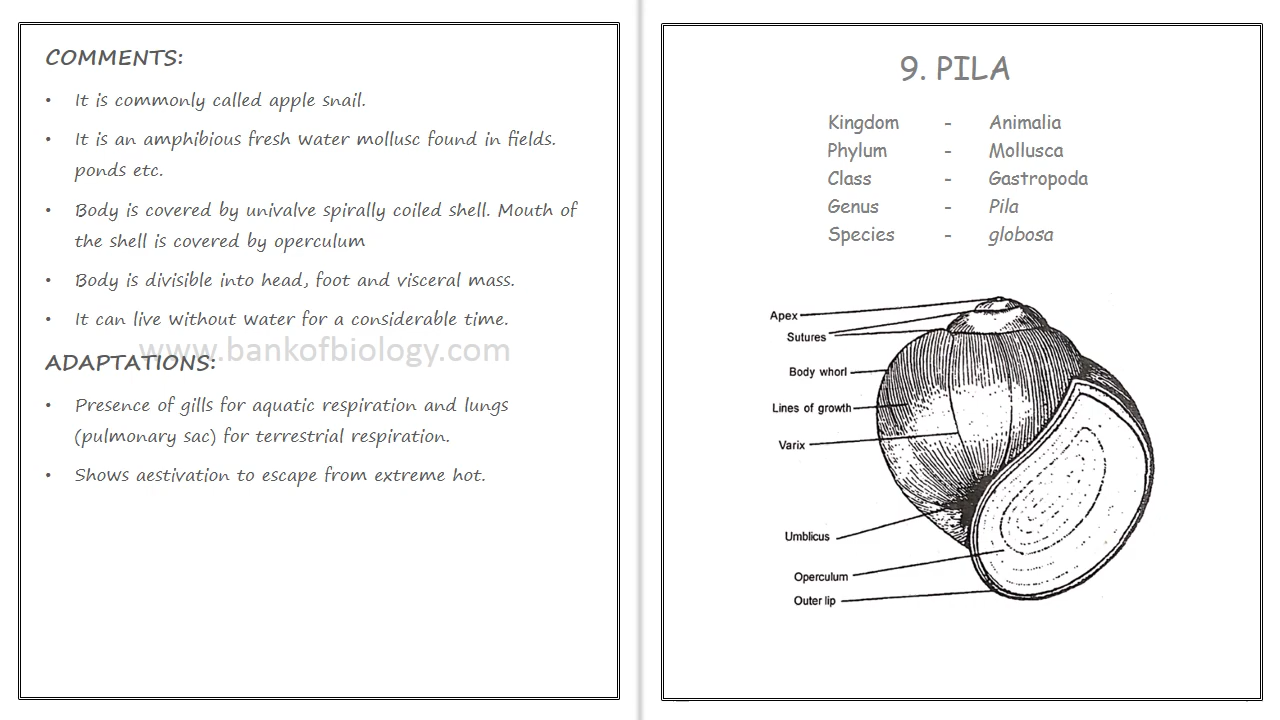 COMMENTS:
• It is commonly called apple snail.
• It is an amphibious fresh water mollusc found in fields.
ponds etc.
• Body is covered by univalve spirally coiled shell. Mouth of
the shell is covered by operculum
• Body is divisible into head, foot and visceral mass.
• It can live without water for a considerable time.
www.bankofbiology.com
ADAPTATIONS:
• Presence of gills for aquatic respiration and lungs
(pulmonary sac) for terrestrial respiration.
• Shows aestivation to escape from extreme hot.
9. PILA
Kingdom - Animalia
Phylum - Mollusca
Class - Gastropoda
Genus - Pila
Species - globosa
Apex
Sutures
Body whorl
Lines of growth
Varix
Umblicus
Operculum
Outer lip